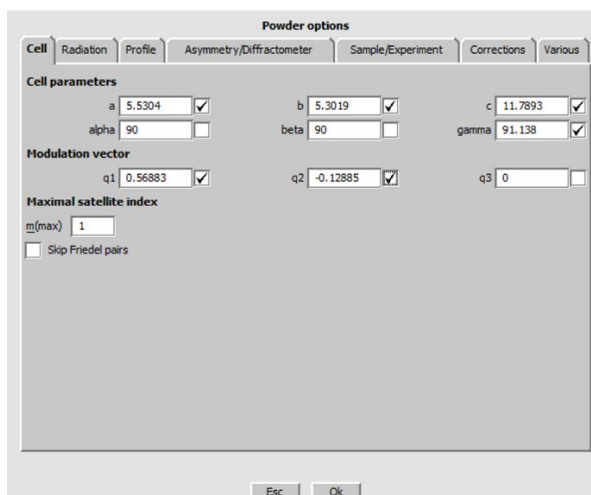 Powder options
Cell Radiation Profile Asymmetry/Diffractometer Sample/Experiment Corrections Various
Cell parameters
a 5.5304 b 5.3019 c 11.7893
alpha 90 beta 90 gamma 91.138
Modulation vector
q1 0.56883 q2 -0.12885 q3 0
Maximal satellite index
m(max) 1
Skip Friedel pairs
Esc Ok